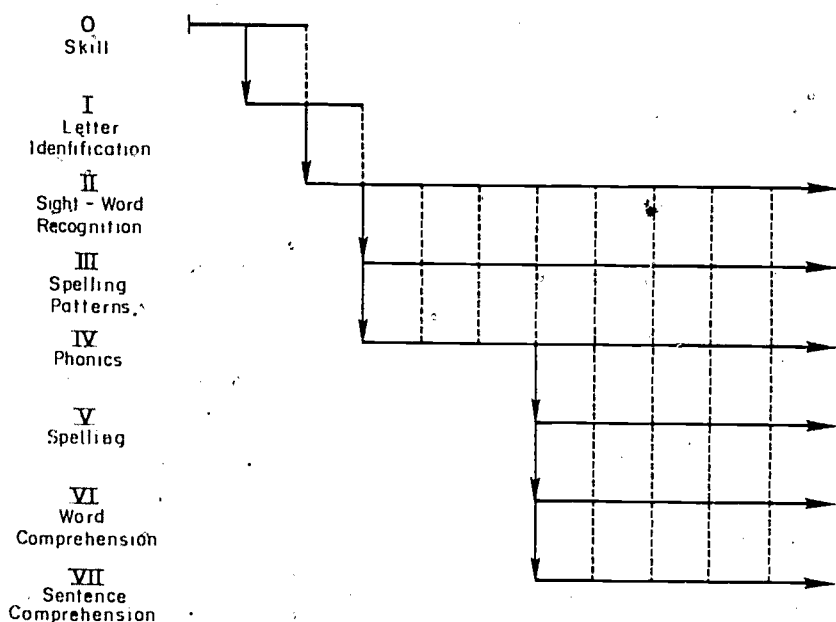 0
Skill
I
Letter
Identification
II
Sight - Word
Recognition
III
Spelling
Patterns.
IV
Phonics
V
Spelling
VI
Word
Comprehension
VII
Sentence
Comprehension